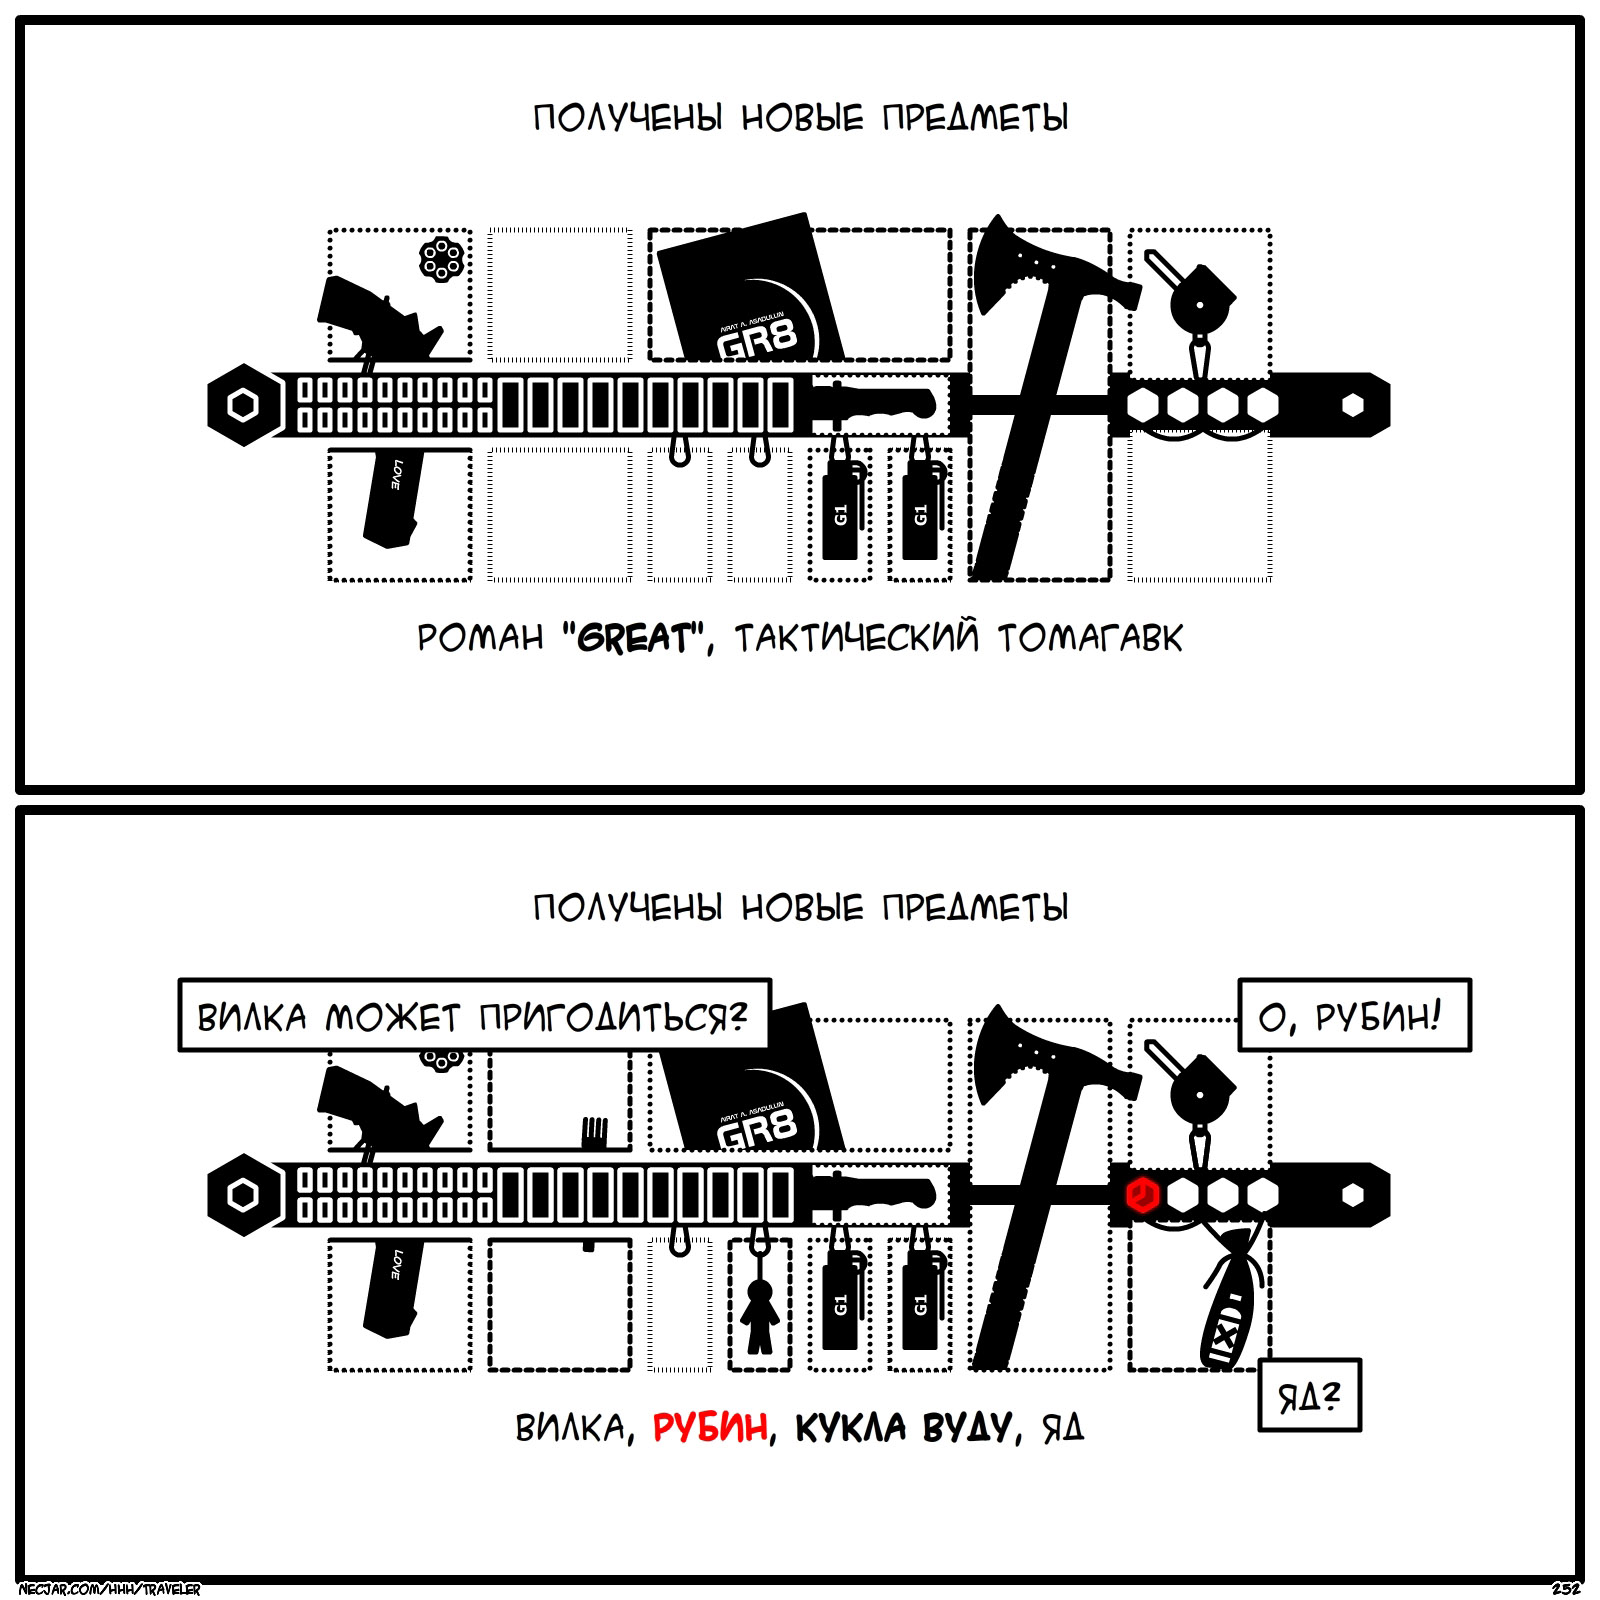 ПОЛУЧЕНЫ НОВЫЕ ПРЕДМЕТЫ
AIRAT A. ASADULLIN
GR8
LOVE
G1
G1
РОМАН "GREAT", ТАКТИЧЕСКИЙ ТОМАГАВК
ПОЛУЧЕНЫ НОВЫЕ ПРЕДМЕТЫ
ВИЛКА МОЖЕТ ПРИГОДИТЬСЯ?
О, РУБИН!
AIRAT A. ASADULLIN
GR8
LOVE
G1
G1
ЯД?
ВИЛКА, РУБИН, КУКЛА ВУДУ, ЯД
NECJAR.COM/HHH/TRAVELER
252